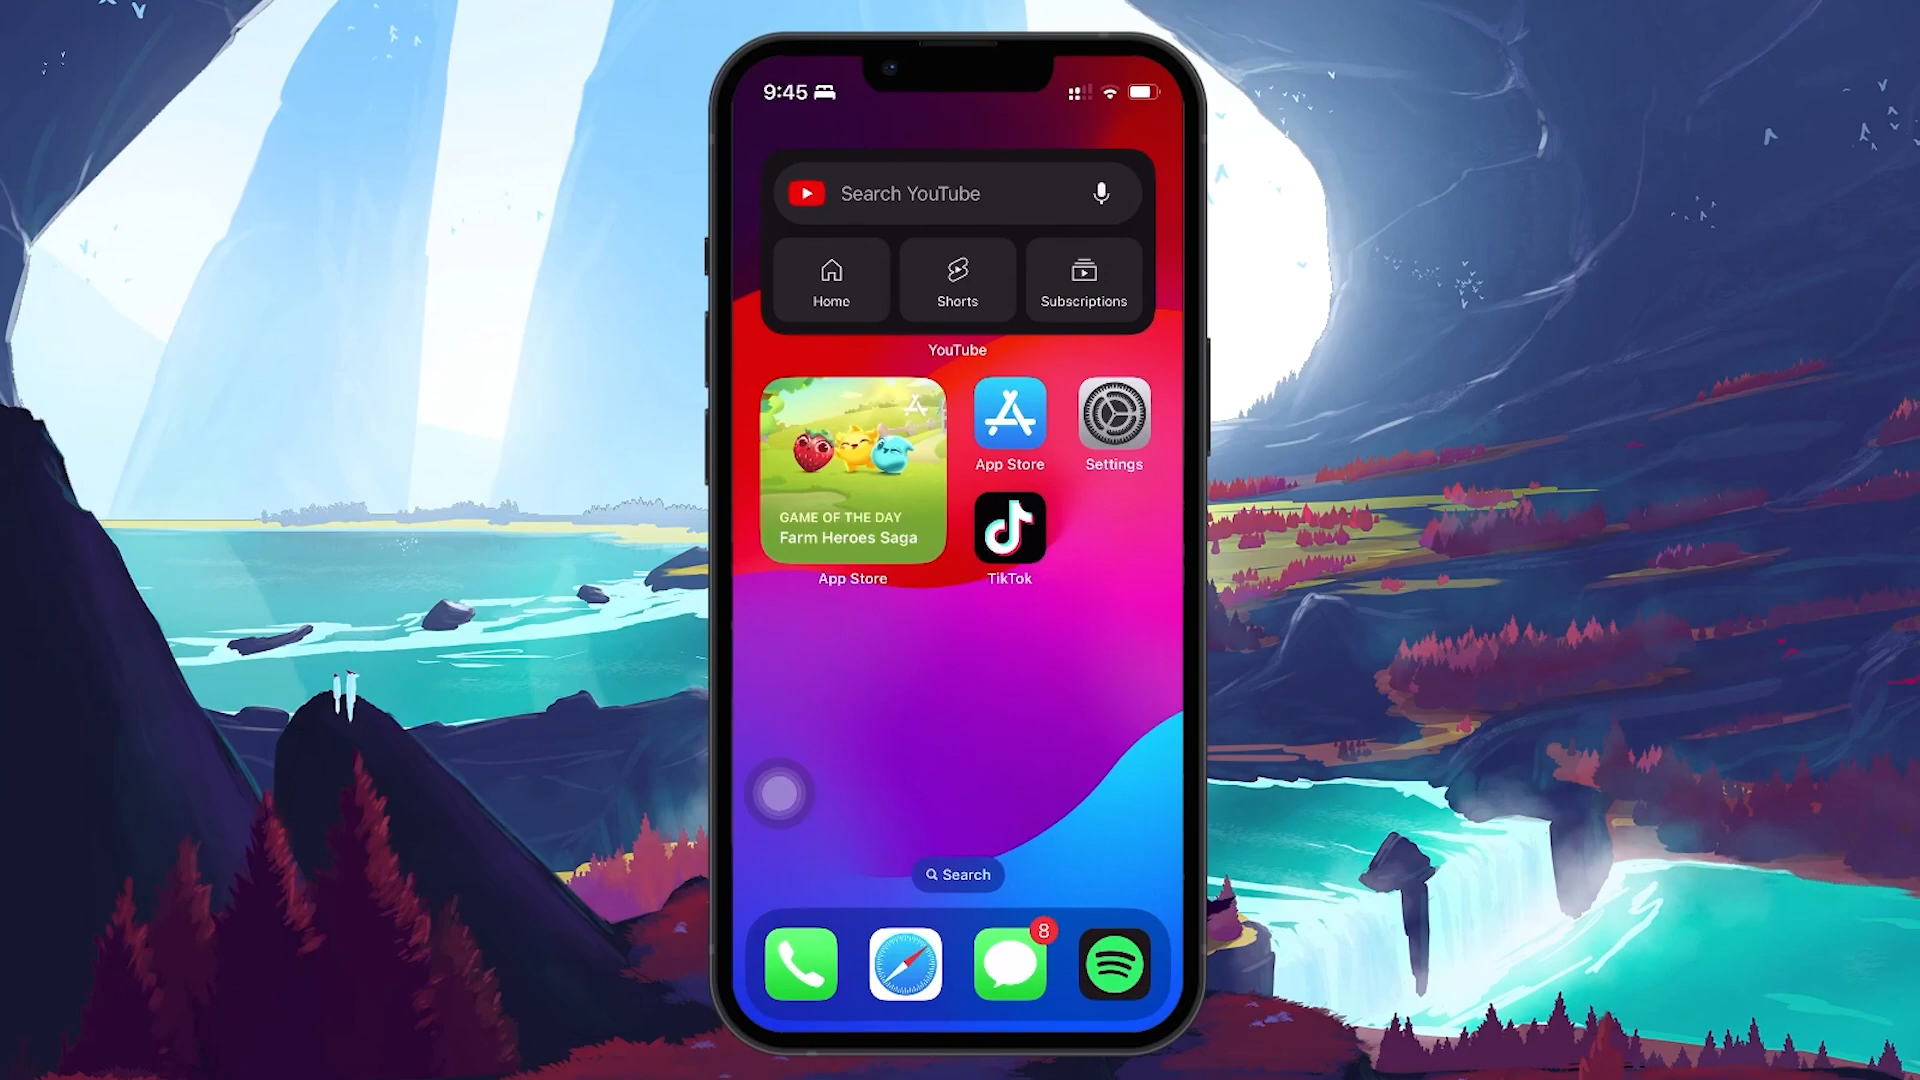 9:45
Search YouTube
Home
Shorts
Subscriptions
YouTube
GAME OF THE DAY
Farm Heroes Saga
App Store
App Store
Settings
TikTok
Search
8